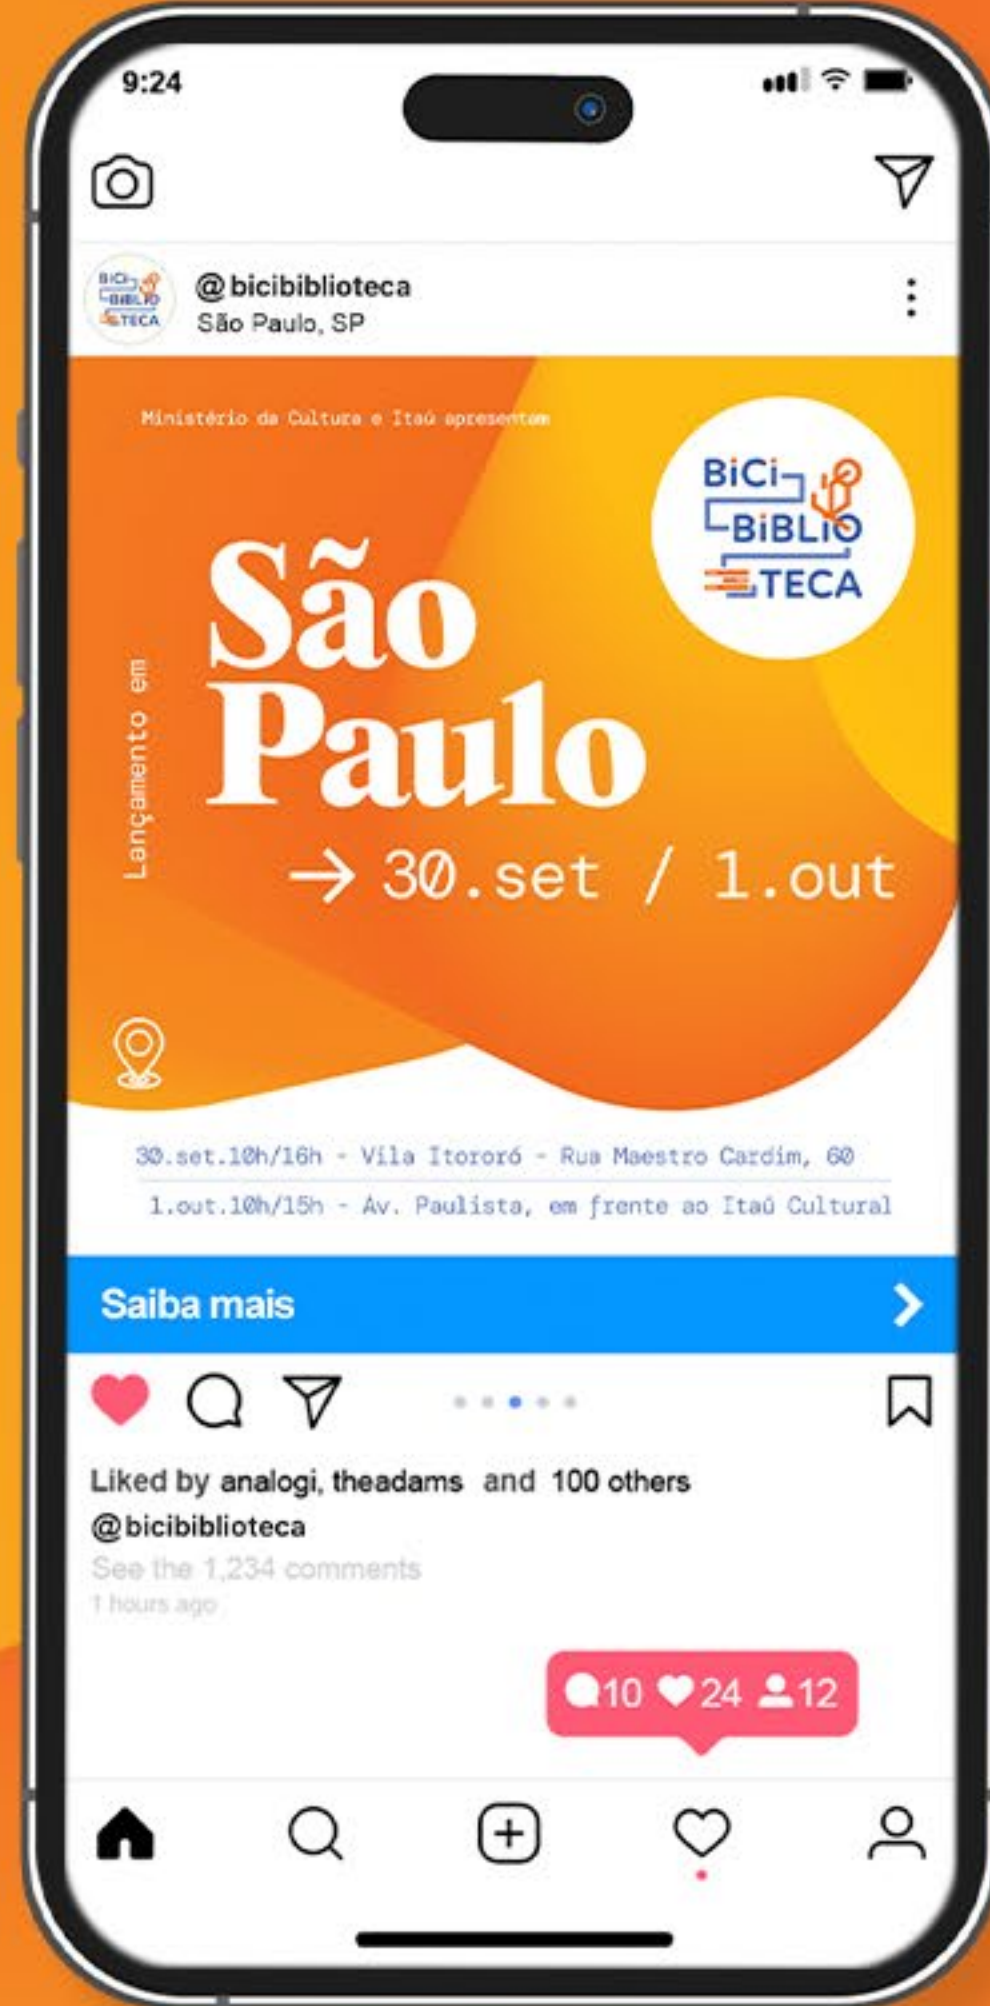 9:24
BiCi
BiBLiO
TECA
@bicibiblioteca
São Paulo, SP
Ministério da Cultura e Itaú apresentam
BiCi
BiBLiO
TECA
Lançamento em
São
Paulo
→ 30.set / 1.out
30.set.10h/16h - Vila Itororó - Rua Maestro Cardim, 60
1.out.10h/15h - Av. Paulista, em frente ao Itaú Cultural
Saiba mais
Liked by analogi, theadams and 100 others
@bicibiblioteca
See the 1,234 comments
1 hours ago
10 24 12